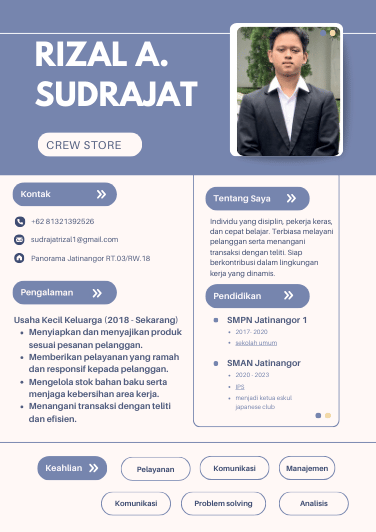 RIZAL A.
SUDRAJAT
CREW STORE
Kontak
+62 81321392526
sudrajatrizal1@gmail.com
Panorama Jatinangor RT.03/RW.18
Pengalaman
Usaha Kecil Keluarga (2018 - Sekarang)
Menyiapkan dan menyajikan produk
sesuai pesanan pelanggan.
Memberikan pelayanan yang ramah
dan responsif kepada pelanggan.
Mengelola stok bahan baku serta
menjaga kebersihan area kerja.
Menangani transaksi dengan teliti
dan efisien.
Tentang Saya
Individu yang disiplin, pekerja keras,
dan cepat belajar. Terbiasa melayani
pelanggan serta menangani
transaksi dengan teliti. Siap
berkontribusi dalam lingkungan
kerja yang dinamis.
Pendidikan
SMPN Jatinangor 1
2017- 2020
sekolah umum
SMAN Jatinangor
2020 - 2023
IPS
menjadi ketua eskul
japanese club
Keahlian
Pelayanan
Komunikasi
Manajemen
Komunikasi
Problem solving
Analisis